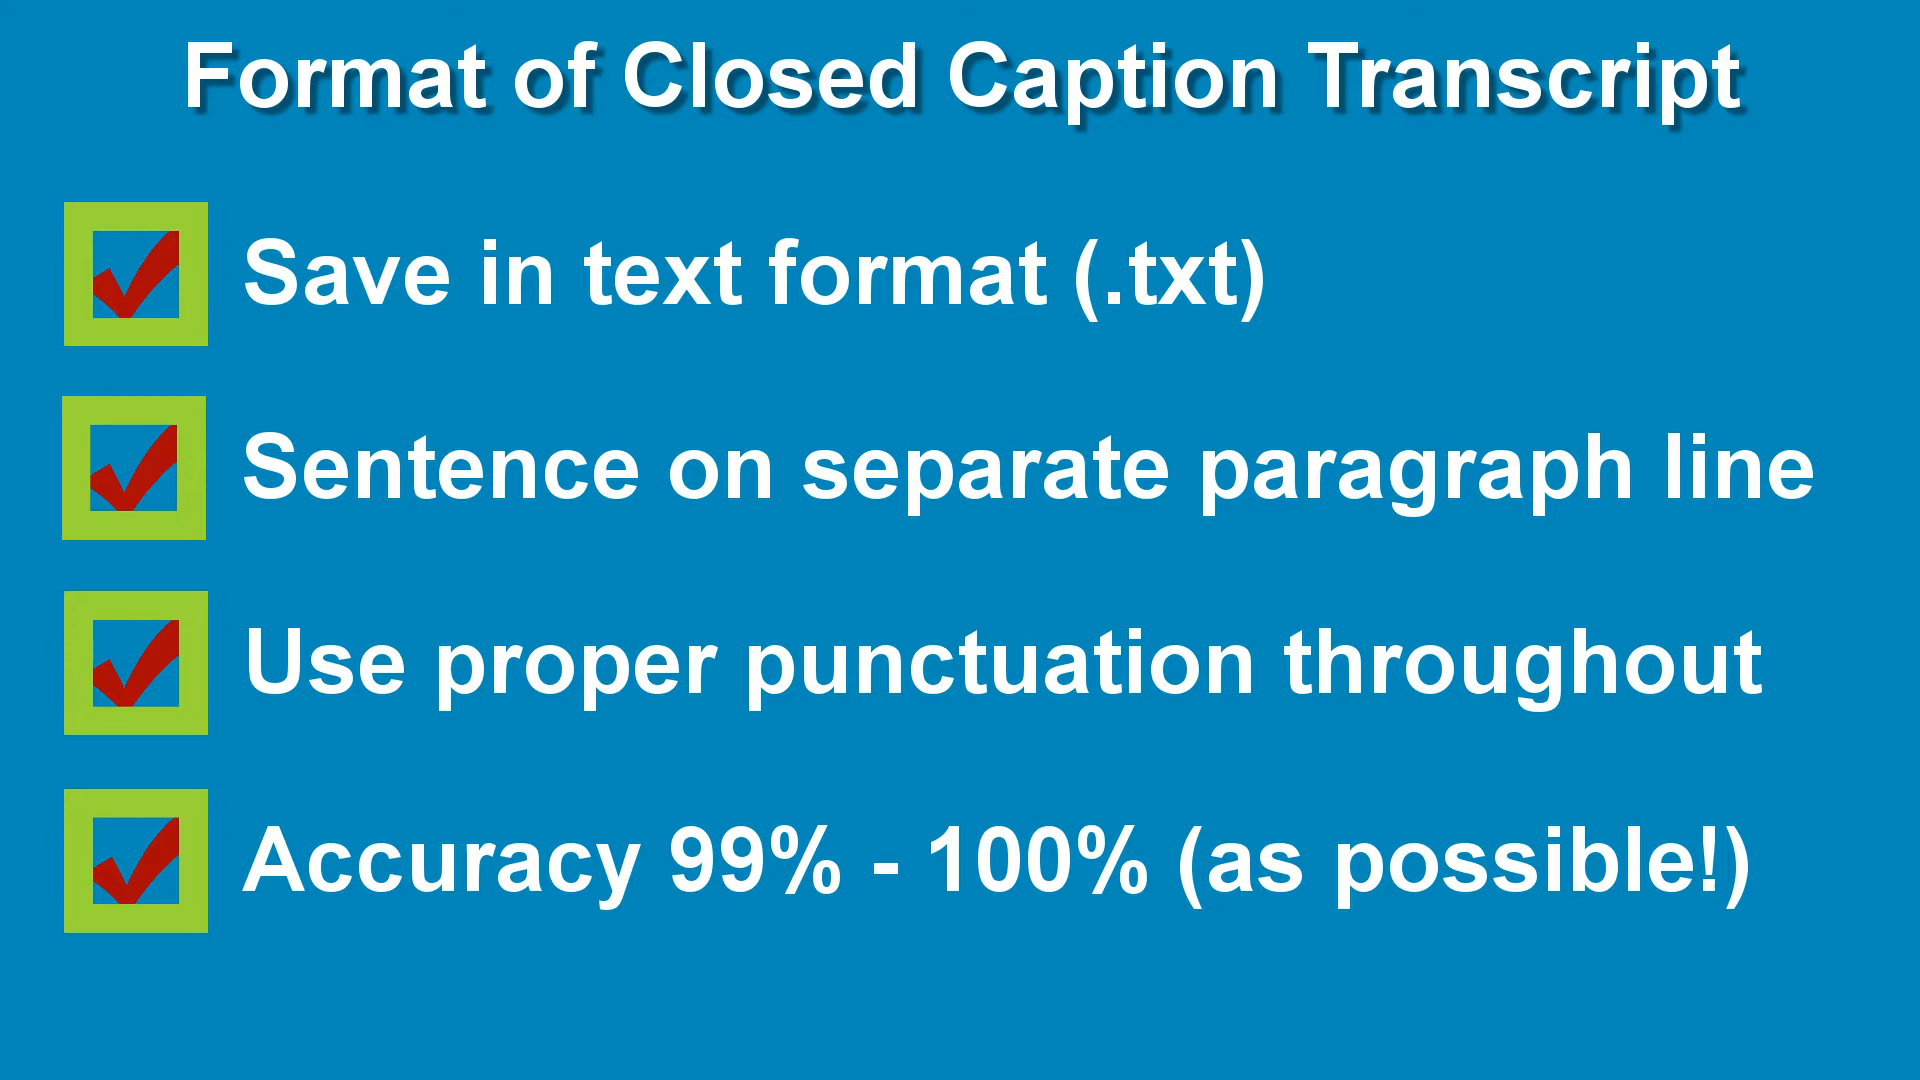 Format of Closed Caption Transcript
Save in text format (.txt)
Sentence on separate paragraph line
Use proper punctuation throughout
Accuracy 99% - 100% (as possible!)